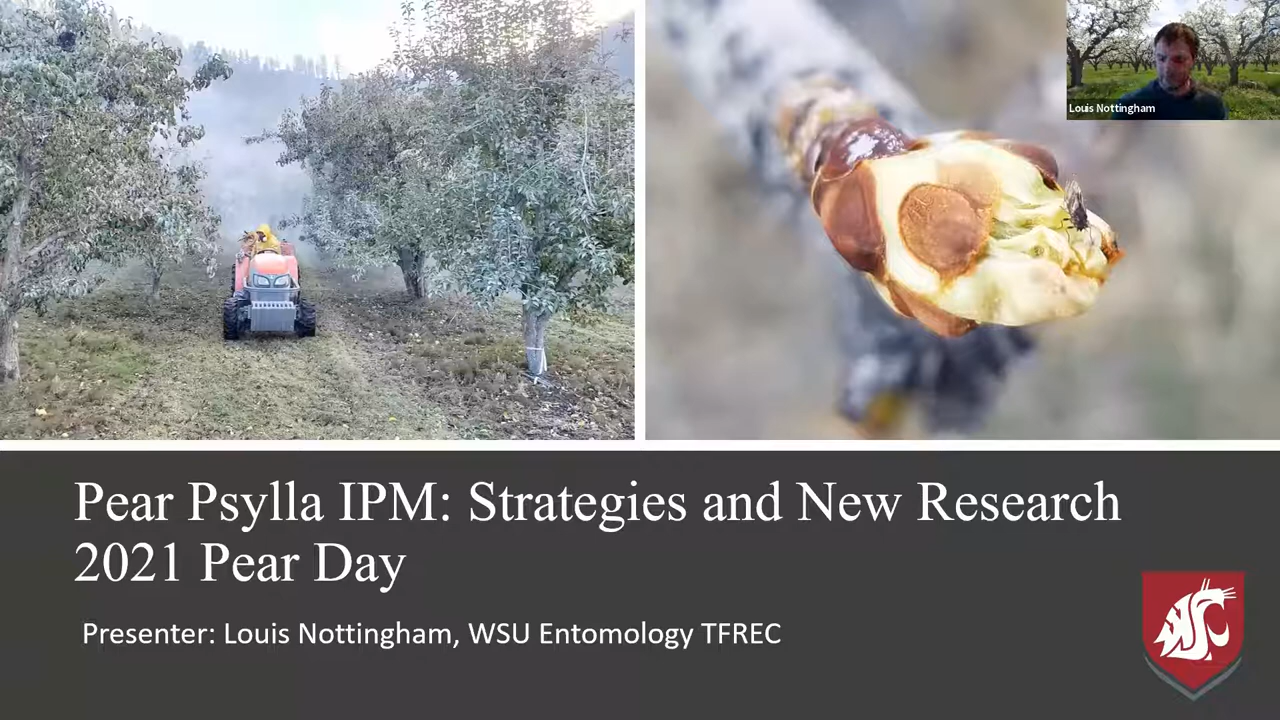 Louis Nottingham
Pear Psylla IPM: Strategies and New Research
2021 Pear Day
Presenter: Louis Nottingham, WSU Entomology TFREC